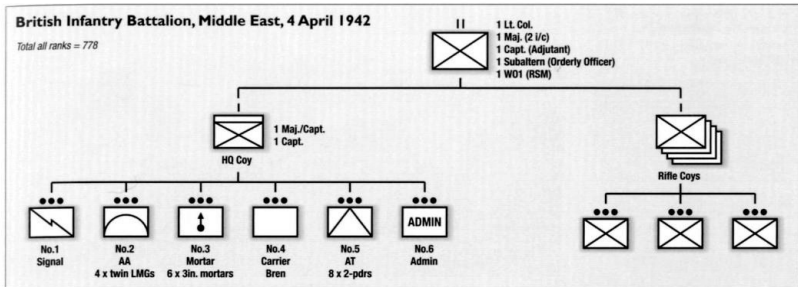 British Infantry Battalion, Middle East, 4 April 1942
Total all ranks = 778
1 Lt. Col.
1 Maj. (2 i/c)
1 Capt. (Adjutant)
1 Subaltern (Orderly Officer)
1 WO1 (RSM)
1 Maj./Capt.
1 Capt.
HQ Coy
Rifle Coys
ADMIN
No.1
Signal
No.2
AA
4 x twin LMGs
No.3
Mortar
6 x 3in. mortars
No.4
Carrier
Bren
No.5
AT
8 x 2-pdrs
No.6
Admin